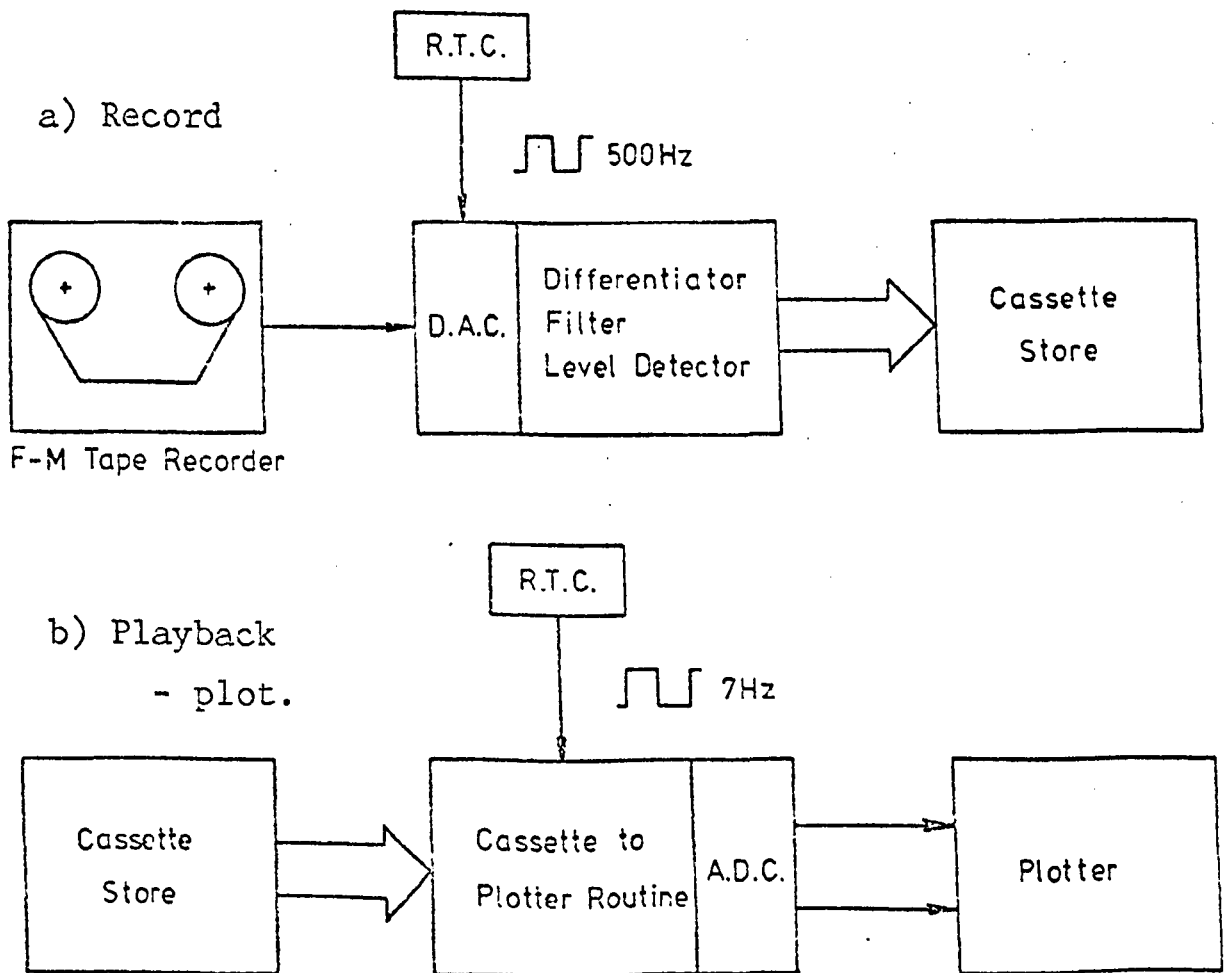 R.T.C.
a) Record
500Hz
D.A.C.
Differentiator
Filter
Level Detector
Cassette
Store
F-M Tape Recorder
R.T.C.
b) Playback
- plot.
7Hz
Cassette
Store
Cassette to
Plotter Routine
A.D.C.
Plotter